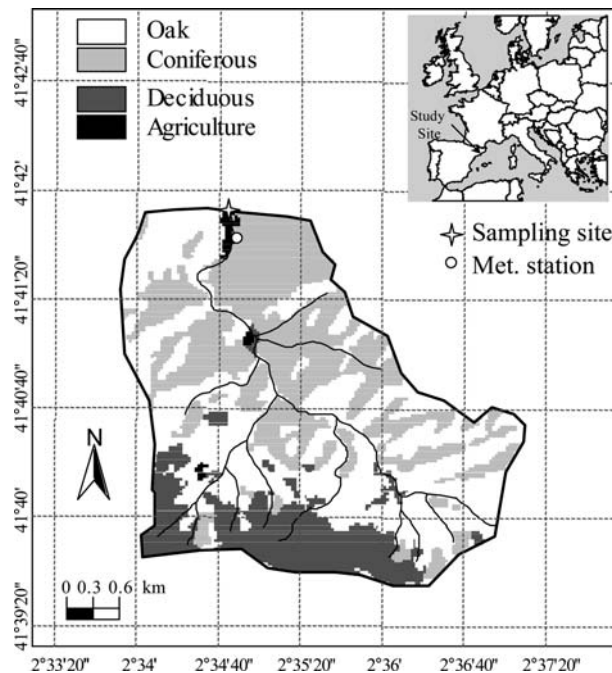 Oak
Coniferous
Deciduous
Agriculture
Study
Site
Sampling site
Met. station
N
0 0.3 0.6 km
41°42'40"
41°42'
41°41'20"
41°40'40"
41°40'
41°39'20"
2°33'20" 2°34' 2°34'40" 2°35'20" 2°36' 2°36'40" 2°37'20"